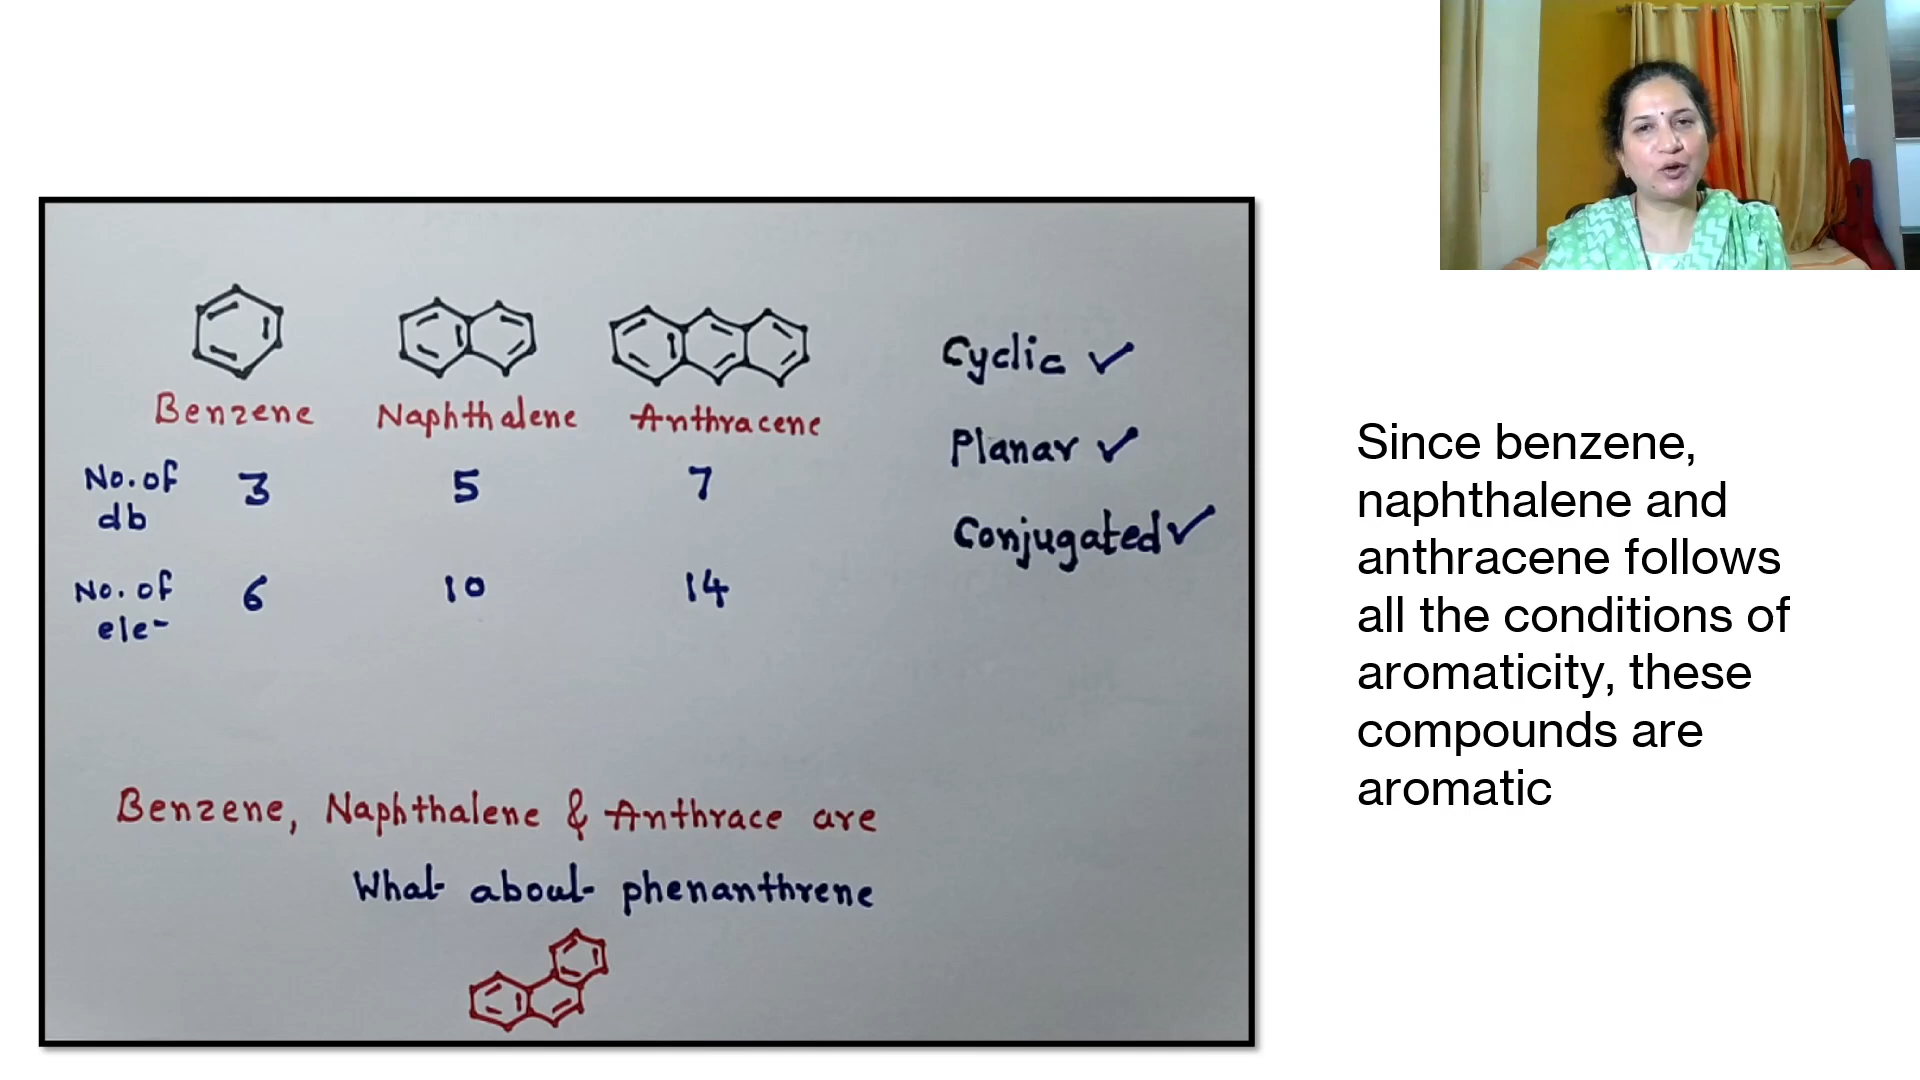 Benzene Naphthalene Anthracene
No. of db 3 5 7
No. of ele- 6 10 14
Cyclic ✓
Planar ✓
Conjugated ✓
Benzene, Naphthalene & Anthrace are
What about phenanthrene
Since benzene,
naphthalene and
anthracene follows
all the conditions of
aromaticity, these
compounds are
aromatic